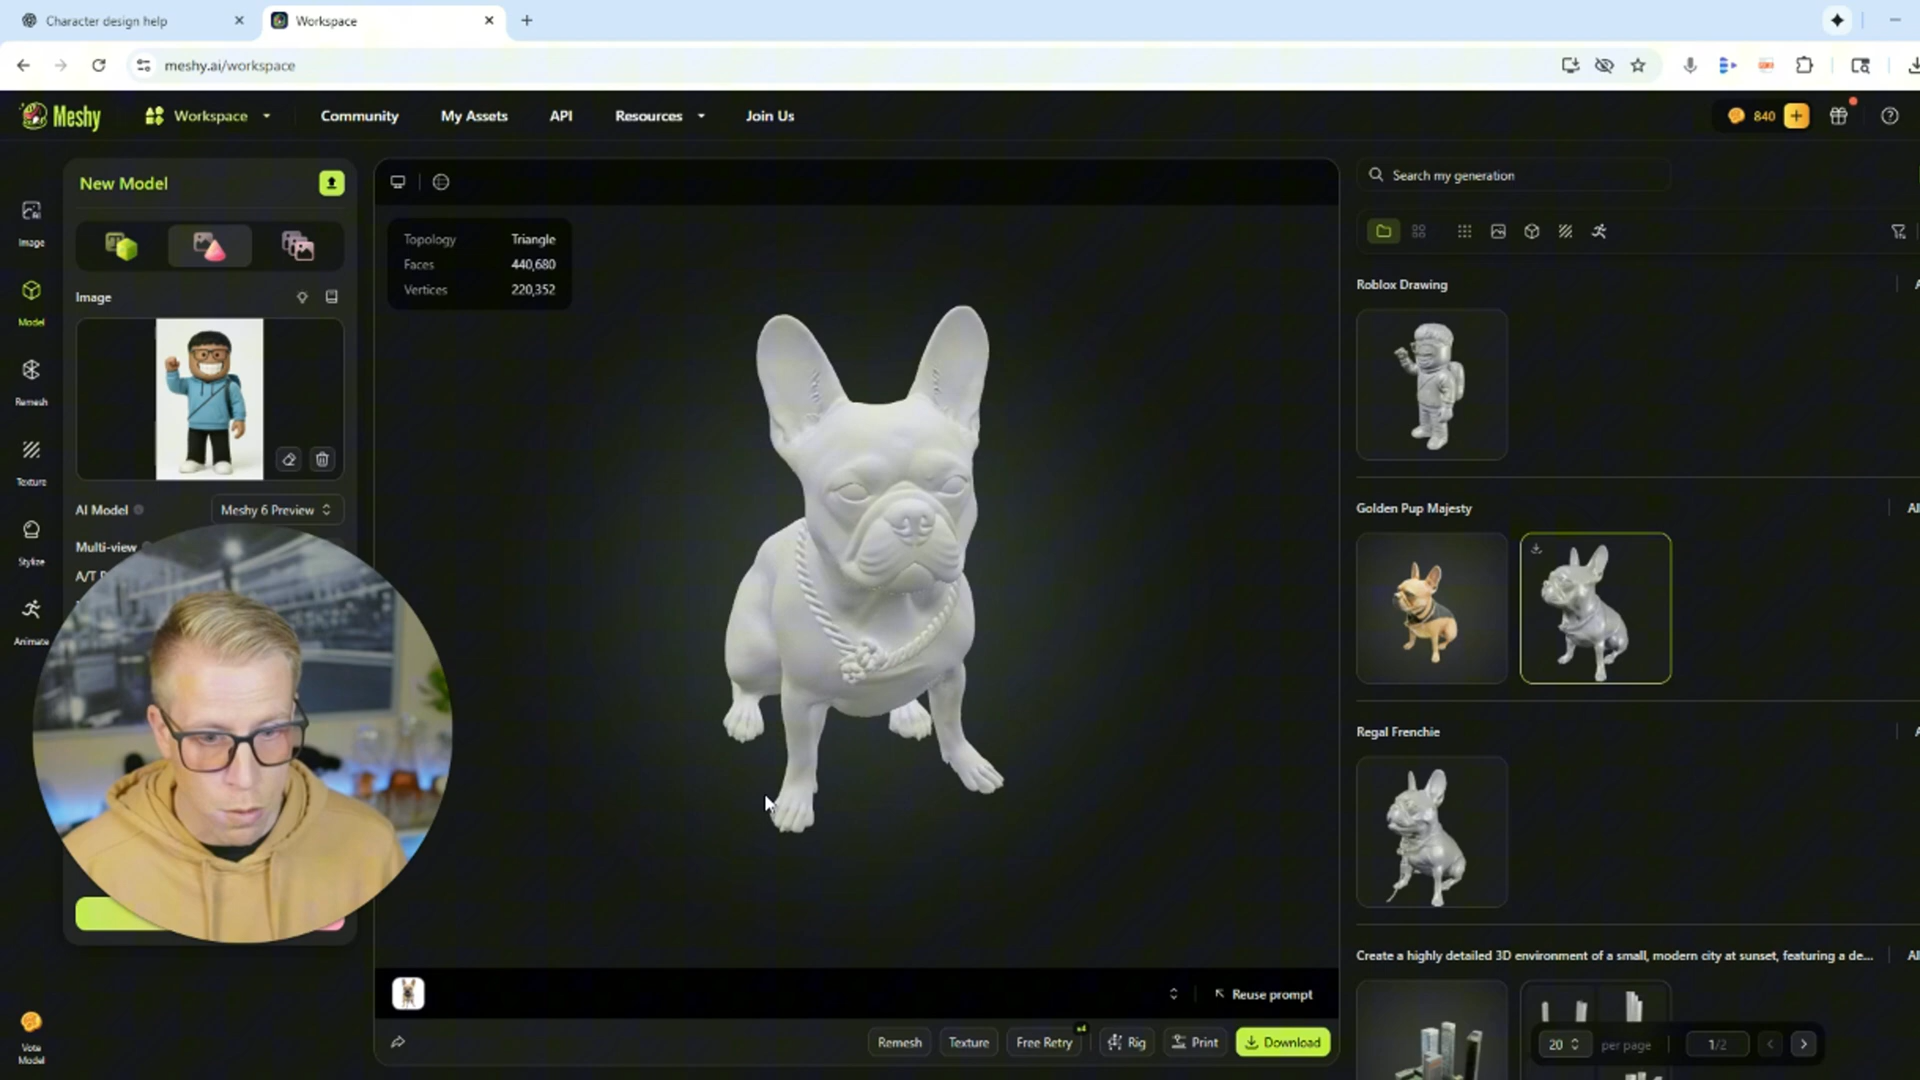 Character design help
Workspace
meshy.ai/workspace
Meshy
Workspace
Community
My Assets
API
Resources
Join Us
840
New Model
Image
Model
Remesh
Texture
Stylize
Animate
Vote
Model
Image
AI Model
Meshy 6 Preview
Multi-view
A/T
Topology Triangle
Faces 440,680
Vertices 220,352
Reuse prompt
Remesh
Texture
Free Retry
x4
Rig
Print
Download
Search my generation
Roblox Drawing
Golden Pup Majesty
Regal Frenchie
Create a highly detailed 3D environment of a small, modern city at sunset, featuring a de...
20 per page
1/2